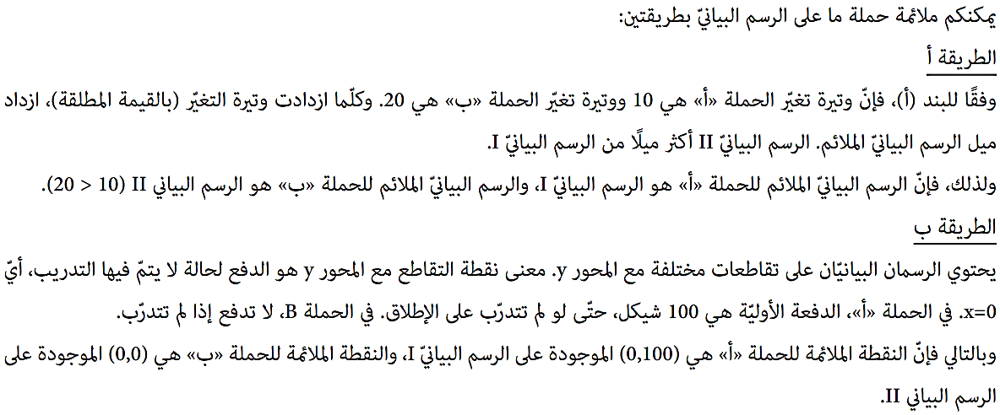 يمكنكم ملائمة حملة ما على الرسم البيانيّ بطريقتين:
الطريقة أ
وفقًا للبند (أ)، فإنّ وتيرة تغيّر الحملة «أ» هي 10 ووتيرة تغيّر الحملة «ب» هي 20. وكلّما ازدادت وتيرة التغيّر (بالقيمة المطلقة)، ازداد
ميل الرسم البيانيّ الملائم. الرسم البيانيّ II أكثر ميلًا من الرسم البيانيّ I.
ولذلك، فإنّ الرسم البيانيّ الملائم للحملة «أ» هو الرسم البيانيّ I، والرسم البيانيّ الملائم للحملة «ب» هو الرسم البياني II (10 < 20).
الطريقة ب
يحتوي الرسمان البيانيّان على تقاطعات مختلفة مع المحور y. معنى نقطة التقاطع مع المحور y هو الدفع لحالة لا يتمّ فيها التدريب، أيّ
x=0. في الحملة «أ»، الدفعة الأوليّة هي 100 شيكل، حتّى لو لم تتدرّب على الإطلاق. في الحملة B، لا تدفع إذا لم تتدرّب.
وبالتالي فإنّ النقطة الملائمة للحملة «أ» هي (0,100) الموجودة على الرسم البيانيّ I، والنقطة الملائمة للحملة «ب» هي (0,0) الموجودة على
الرسم البياني II.